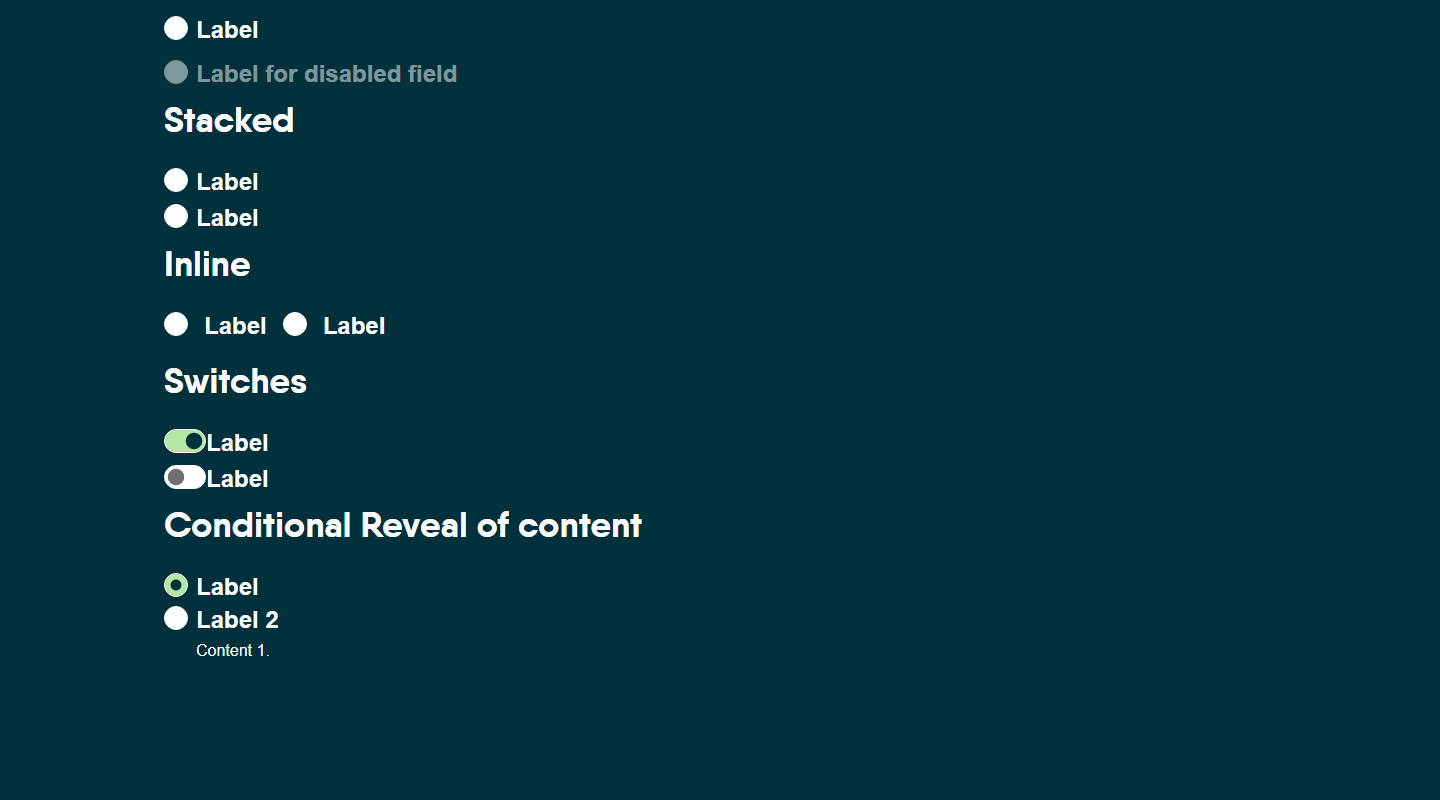 Label
Label for disabled field
Stacked
Label
Label
Inline
Label Label
Switches
Label
Label
Conditional Reveal of content
Label
Label 2
Content 1.